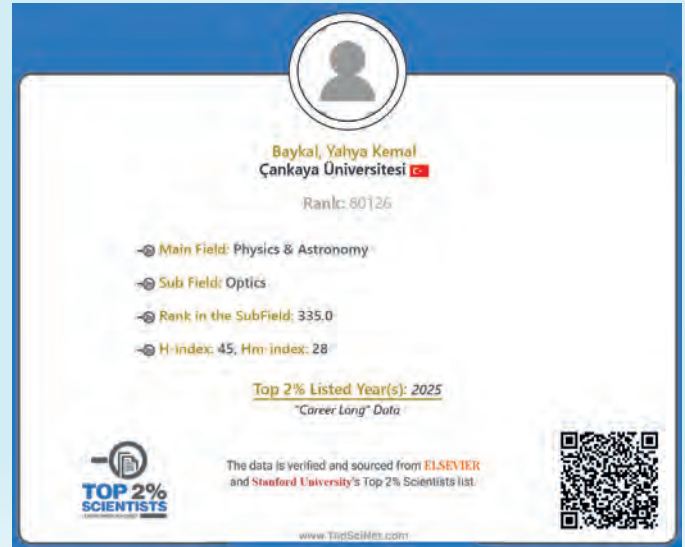 Baykal, Yahya Kemal
Çankaya Üniversitesi
Rank: 80126
Main Field: Physics & Astronomy
Sub Field: Optics
Rank in the SubField: 335.0
H-index: 45, Hm-index: 28
Top 2% Listed Year(s): 2025
"Career Long" Data
TOP 2%
SCIENTISTS
The data is verified and sourced from ELSEVIER
and Stanford University's Top 2% Scientists list.
www.TopSciNet.com